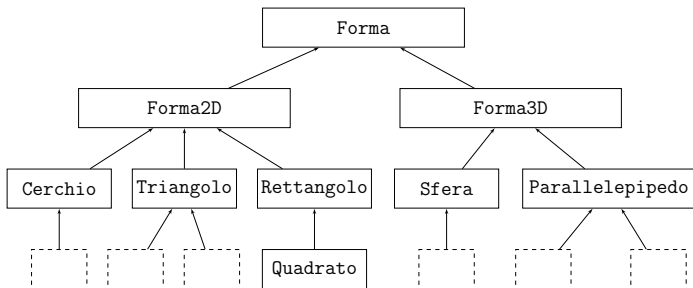 Forma
Forma2D Forma3D
Cerchio Triangolo Rettangolo Sfera Parallelepipedo
Quadrato